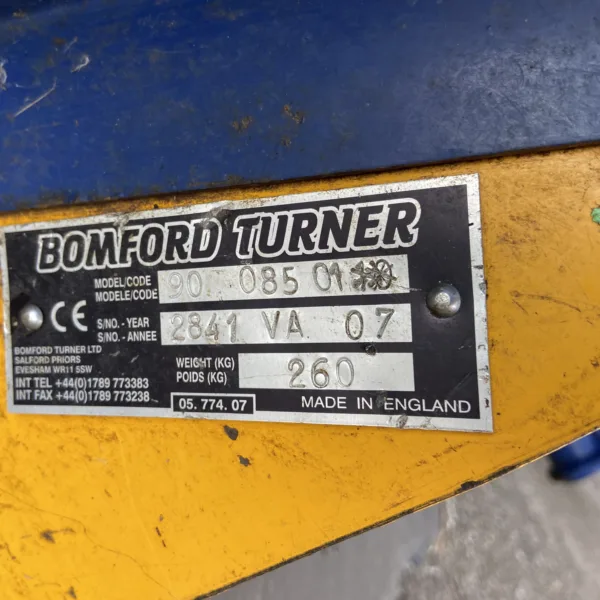 BOMFORD TURNER
MODEL/CODE
MODELE/CODE
90 085 01
S/NO. - YEAR
S/NO. - ANNEE
2841 VA 07
WEIGHT (KG)
POIDS (KG)
260
CE
BOMFORD TURNER LTD
SALFORD PRIORS
EVESHAM WR11 5SW
INT TEL +44(0)1789 773383
INT FAX +44(0)1789 773238
05. 774. 07
MADE IN ENGLAND